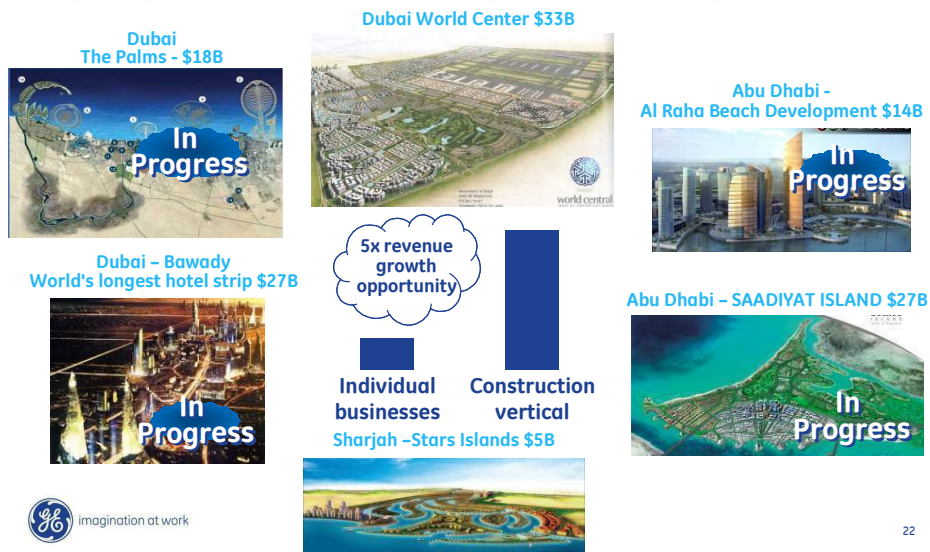 Dubai World Center $33B
Dubai
The Palms - $18B
In
Progress
world central
Abu Dhabi -
Al Raha Beach Development $14B
In
Progress
5x revenue
growth
opportunity
Dubai – Bawady
World's longest hotel strip $27B
In
Progress
Individual
businesses
Construction
vertical
Abu Dhabi – SAADIYAT ISLAND $27B
In
Progress
Sharjah –Stars Islands $5B
GE
imagination at work
22